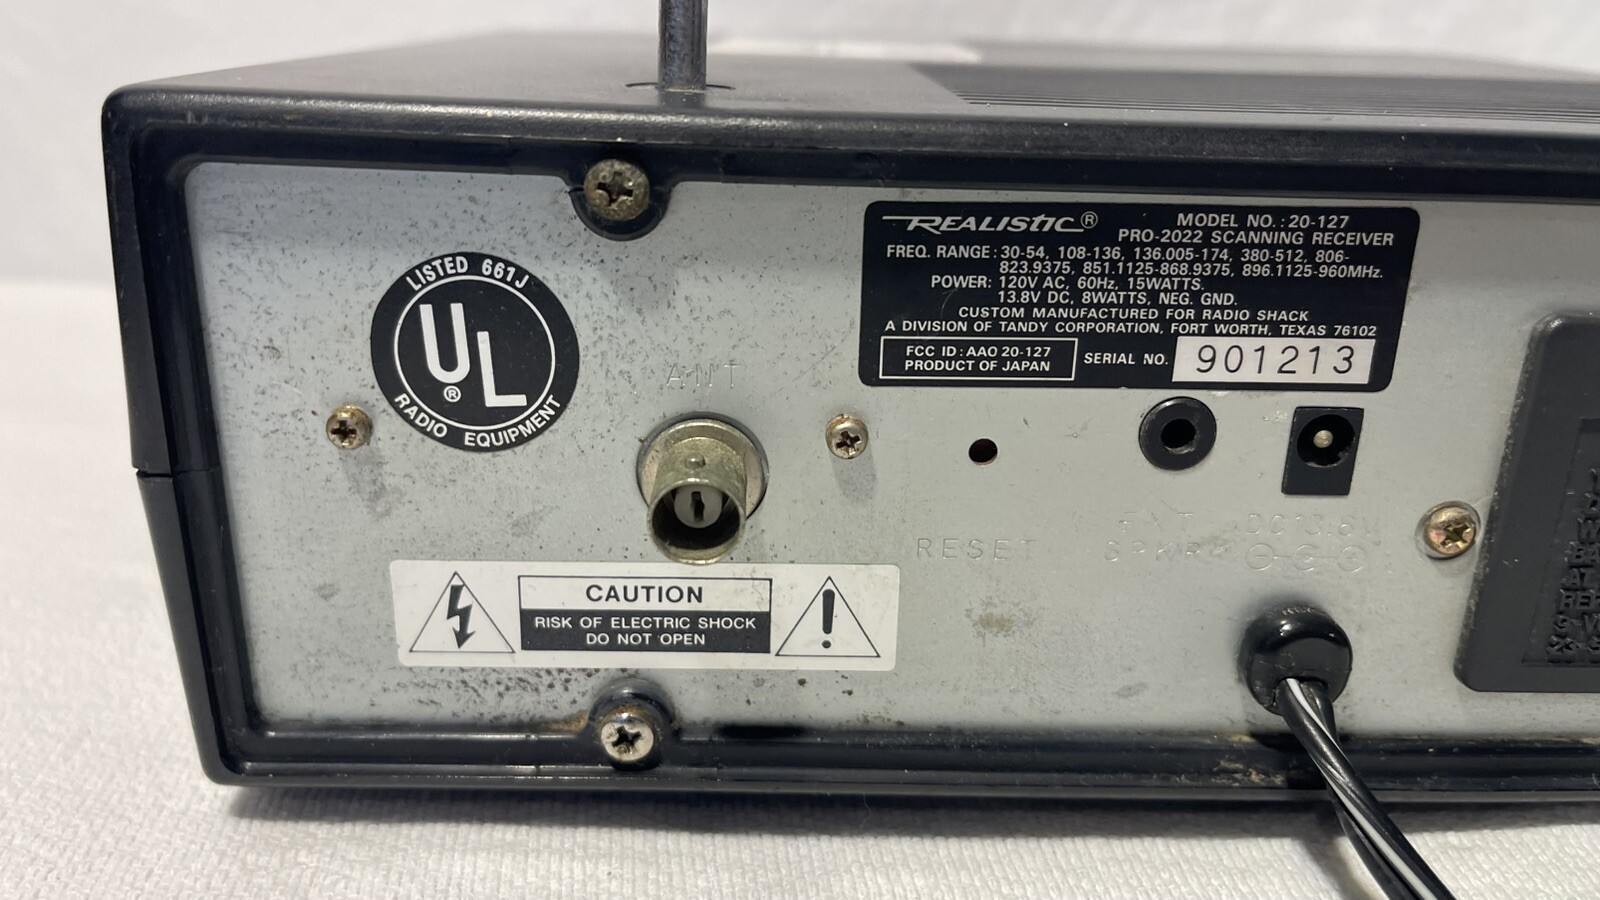 LISTED 661J
UL®
RADIO EQUIPMENT
REALISTIC®
MODEL NO.: 20-127
PRO-2022 SCANNING RECEIVER
FREQ. RANGE: 30-54, 108-136, 136.005-174, 380-512, 806-
823.9375, 851.1125-868.9375, 896.1125-960MHz.
POWER: 120V AC, 60Hz, 15WATTS.
13.8V DC, 8WATTS, NEG. GND.
CUSTOM MANUFACTURED FOR RADIO SHACK
A DIVISION OF TANDY CORPORATION, FORT WORTH, TEXAS 76102
FCC ID: AAO 20-127
PRODUCT OF JAPAN
SERIAL NO. 901213
ANT
RESET
CAUTION
RISK OF ELECTRIC SHOCK
DO NOT OPEN